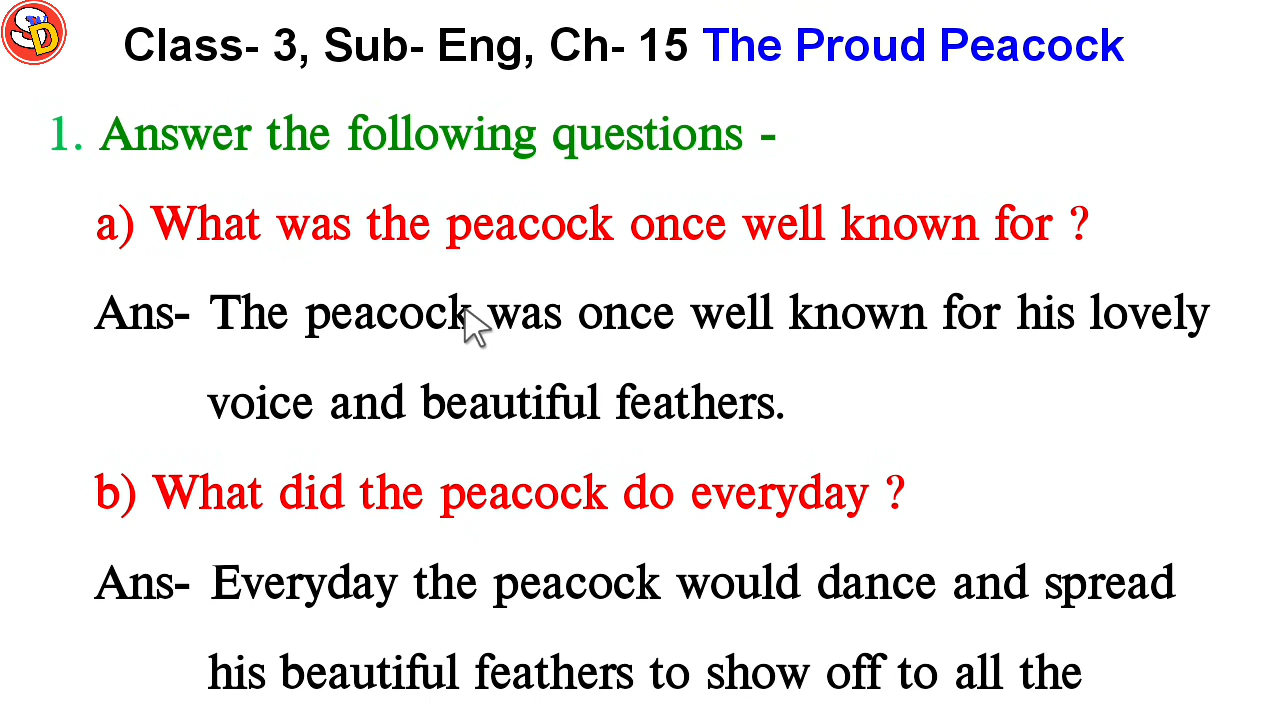 SD
Class- 3, Sub- Eng, Ch- 15 The Proud Peacock
1. Answer the following questions -
a) What was the peacock once well known for ?
Ans- The peacock was once well known for his lovely
voice and beautiful feathers.
b) What did the peacock do everyday ?
Ans- Everyday the peacock would dance and spread
his beautiful feathers to show off to all the